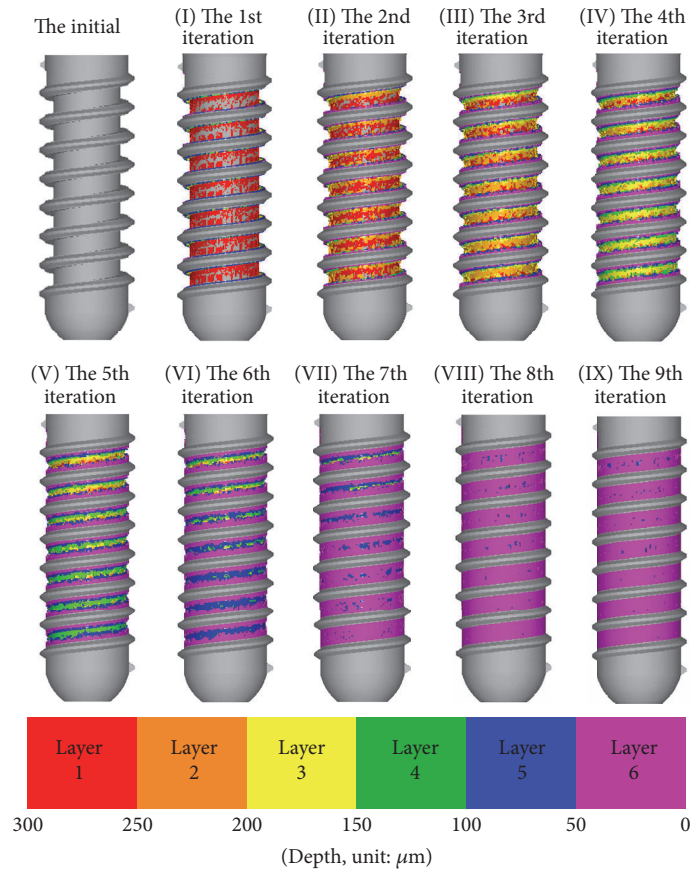 The initial
(I) The 1st
iteration
(II) The 2nd
iteration
(III) The 3rd
iteration
(IV) The 4th
iteration
(V) The 5th
iteration
(VI) The 6th
iteration
(VII) The 7th
iteration
(VIII) The 8th
iteration
(IX) The 9th
iteration
Layer
1
Layer
2
Layer
3
Layer
4
Layer
5
Layer
6
300 250 200 150 100 50 0
(Depth, unit: μm)